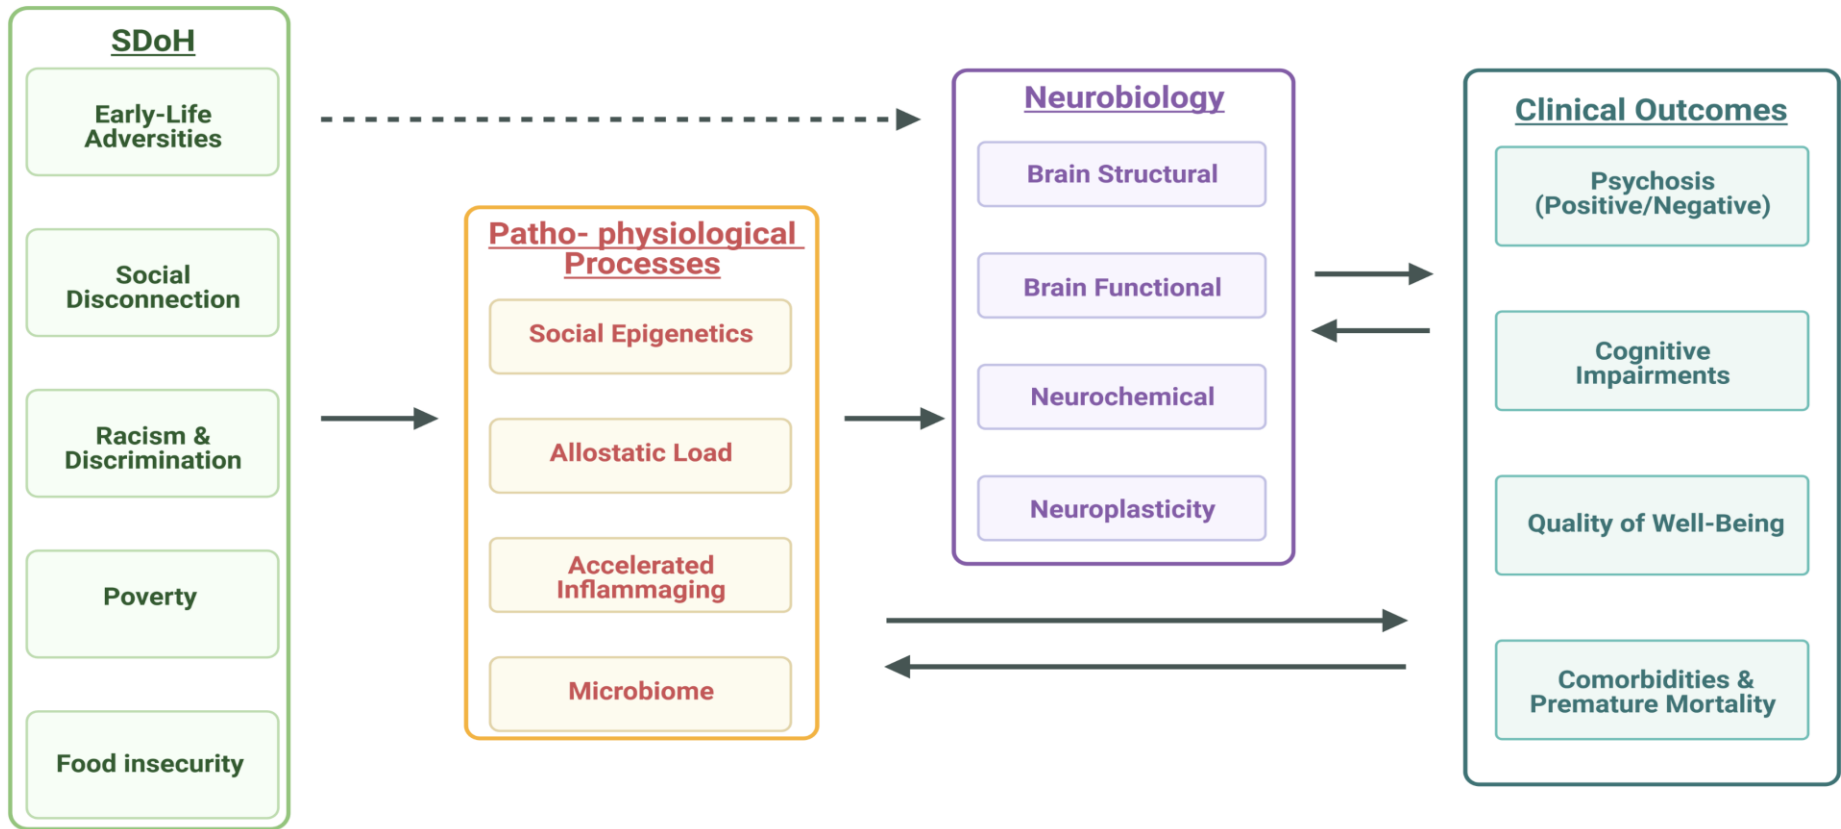 SDoH
Early-Life
Adversities
Social
Disconnection
Racism &
Discrimination
Poverty
Food insecurity
Patho- physiological
Processes
Social Epigenetics
Allostatic Load
Accelerated
Inflammaging
Microbiome
Neurobiology
Brain Structural
Brain Functional
Neurochemical
Neuroplasticity
Clinical Outcomes
Psychosis
(Positive/Negative)
Cognitive
Impairments
Quality of Well-Being
Comorbidities &
Premature Mortality